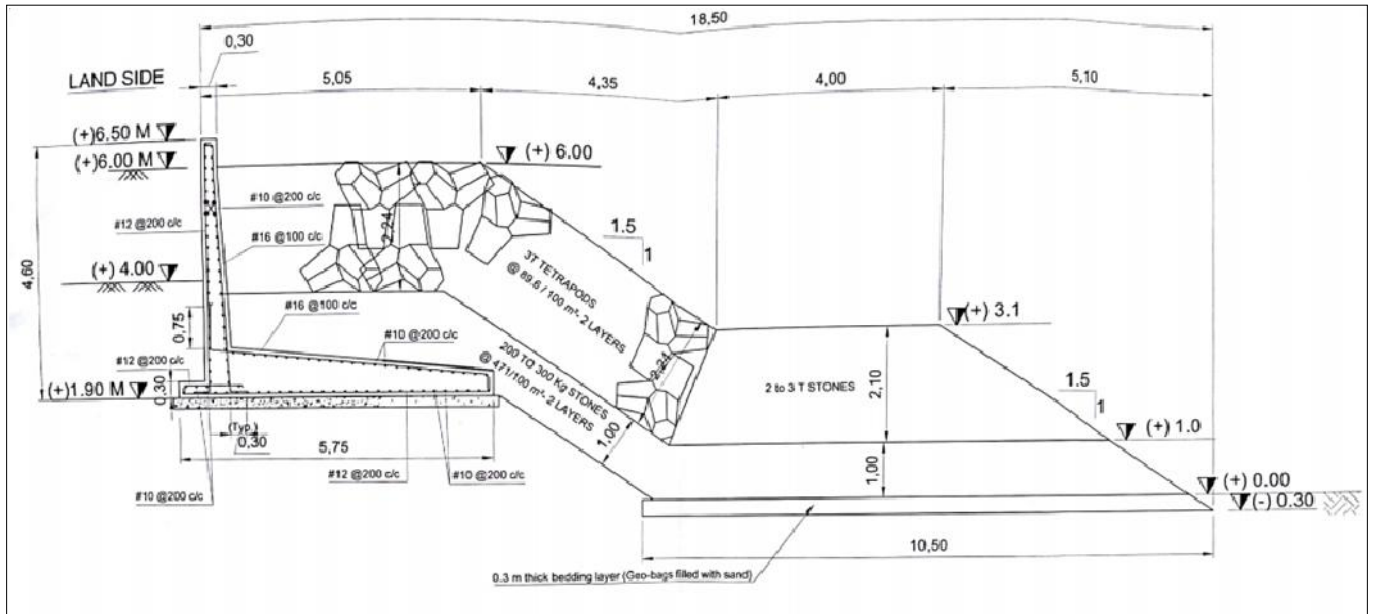 18,50
0,30
LAND SIDE
5,05
4,35
4,00
5,10
(+)6.50 M
(+)6.00 M
(+) 6.00
#10 @200 c/c
#12 @200 c/c
#16 @100 c/c
2,24
1.5
1
4,60
(+) 4.00
3T TETRAPODS
@ 89.6 / 100 m²- 2 LAYERS
(+) 3.1
0,75
#16 @100 c/c
#10 @200 c/c
200 TO 300 Kg STONES
@ 471/100 m²- 2 LAYERS
2,24
2 to 3 T STONES
2,10
1.5
1
#12 @200 c/c
0,30
(+)1.90 M
(Typ.)
0,30
5,75
1,00
(+) 1.0
1,00
#12 @200 c/c
#10 @200 c/c
#10 @200 c/c
(+) 0.00
(-) 0.30
10,50
0.3 m thick bedding layer (Geo-bags filled with sand)